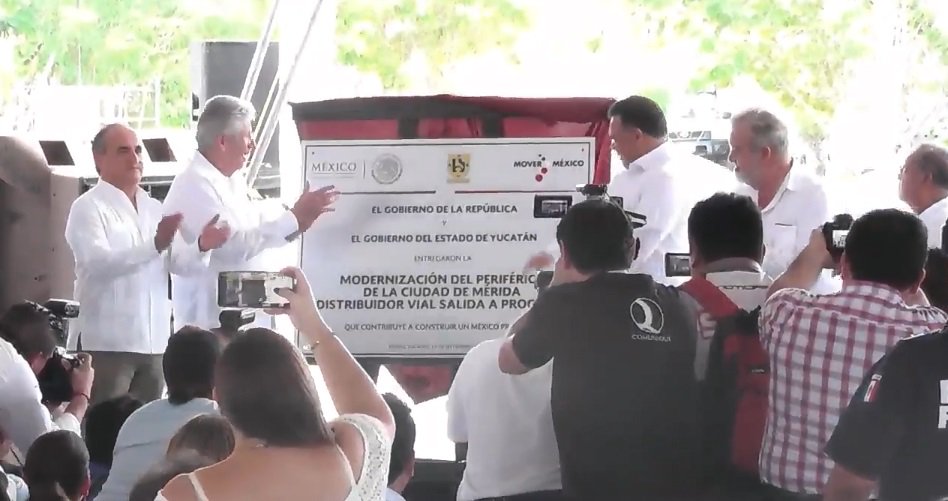 MÉXICO
MOVER MÉXICO
EL GOBIERNO DE LA REPÚBLICA
Y
EL GOBIERNO DEL ESTADO DE YUCATÁN
ENTREGARON LA
MODERNIZACIÓN DEL PERIFÉRIC
DE LA CIUDAD DE MÉRIDA
DISTRIBUIDOR VIAL SALIDA A PROG
QUE CONTRIBUYE A CONSTRUIR UN MÉXICO PR